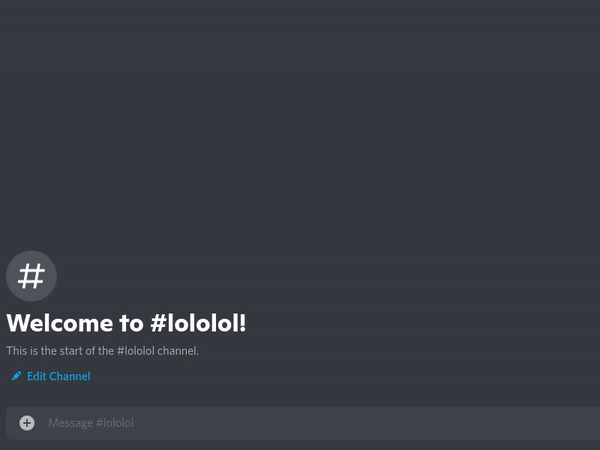 #
Welcome to #lololol!
This is the start of the #lololol channel.
Edit Channel
Message #lololol